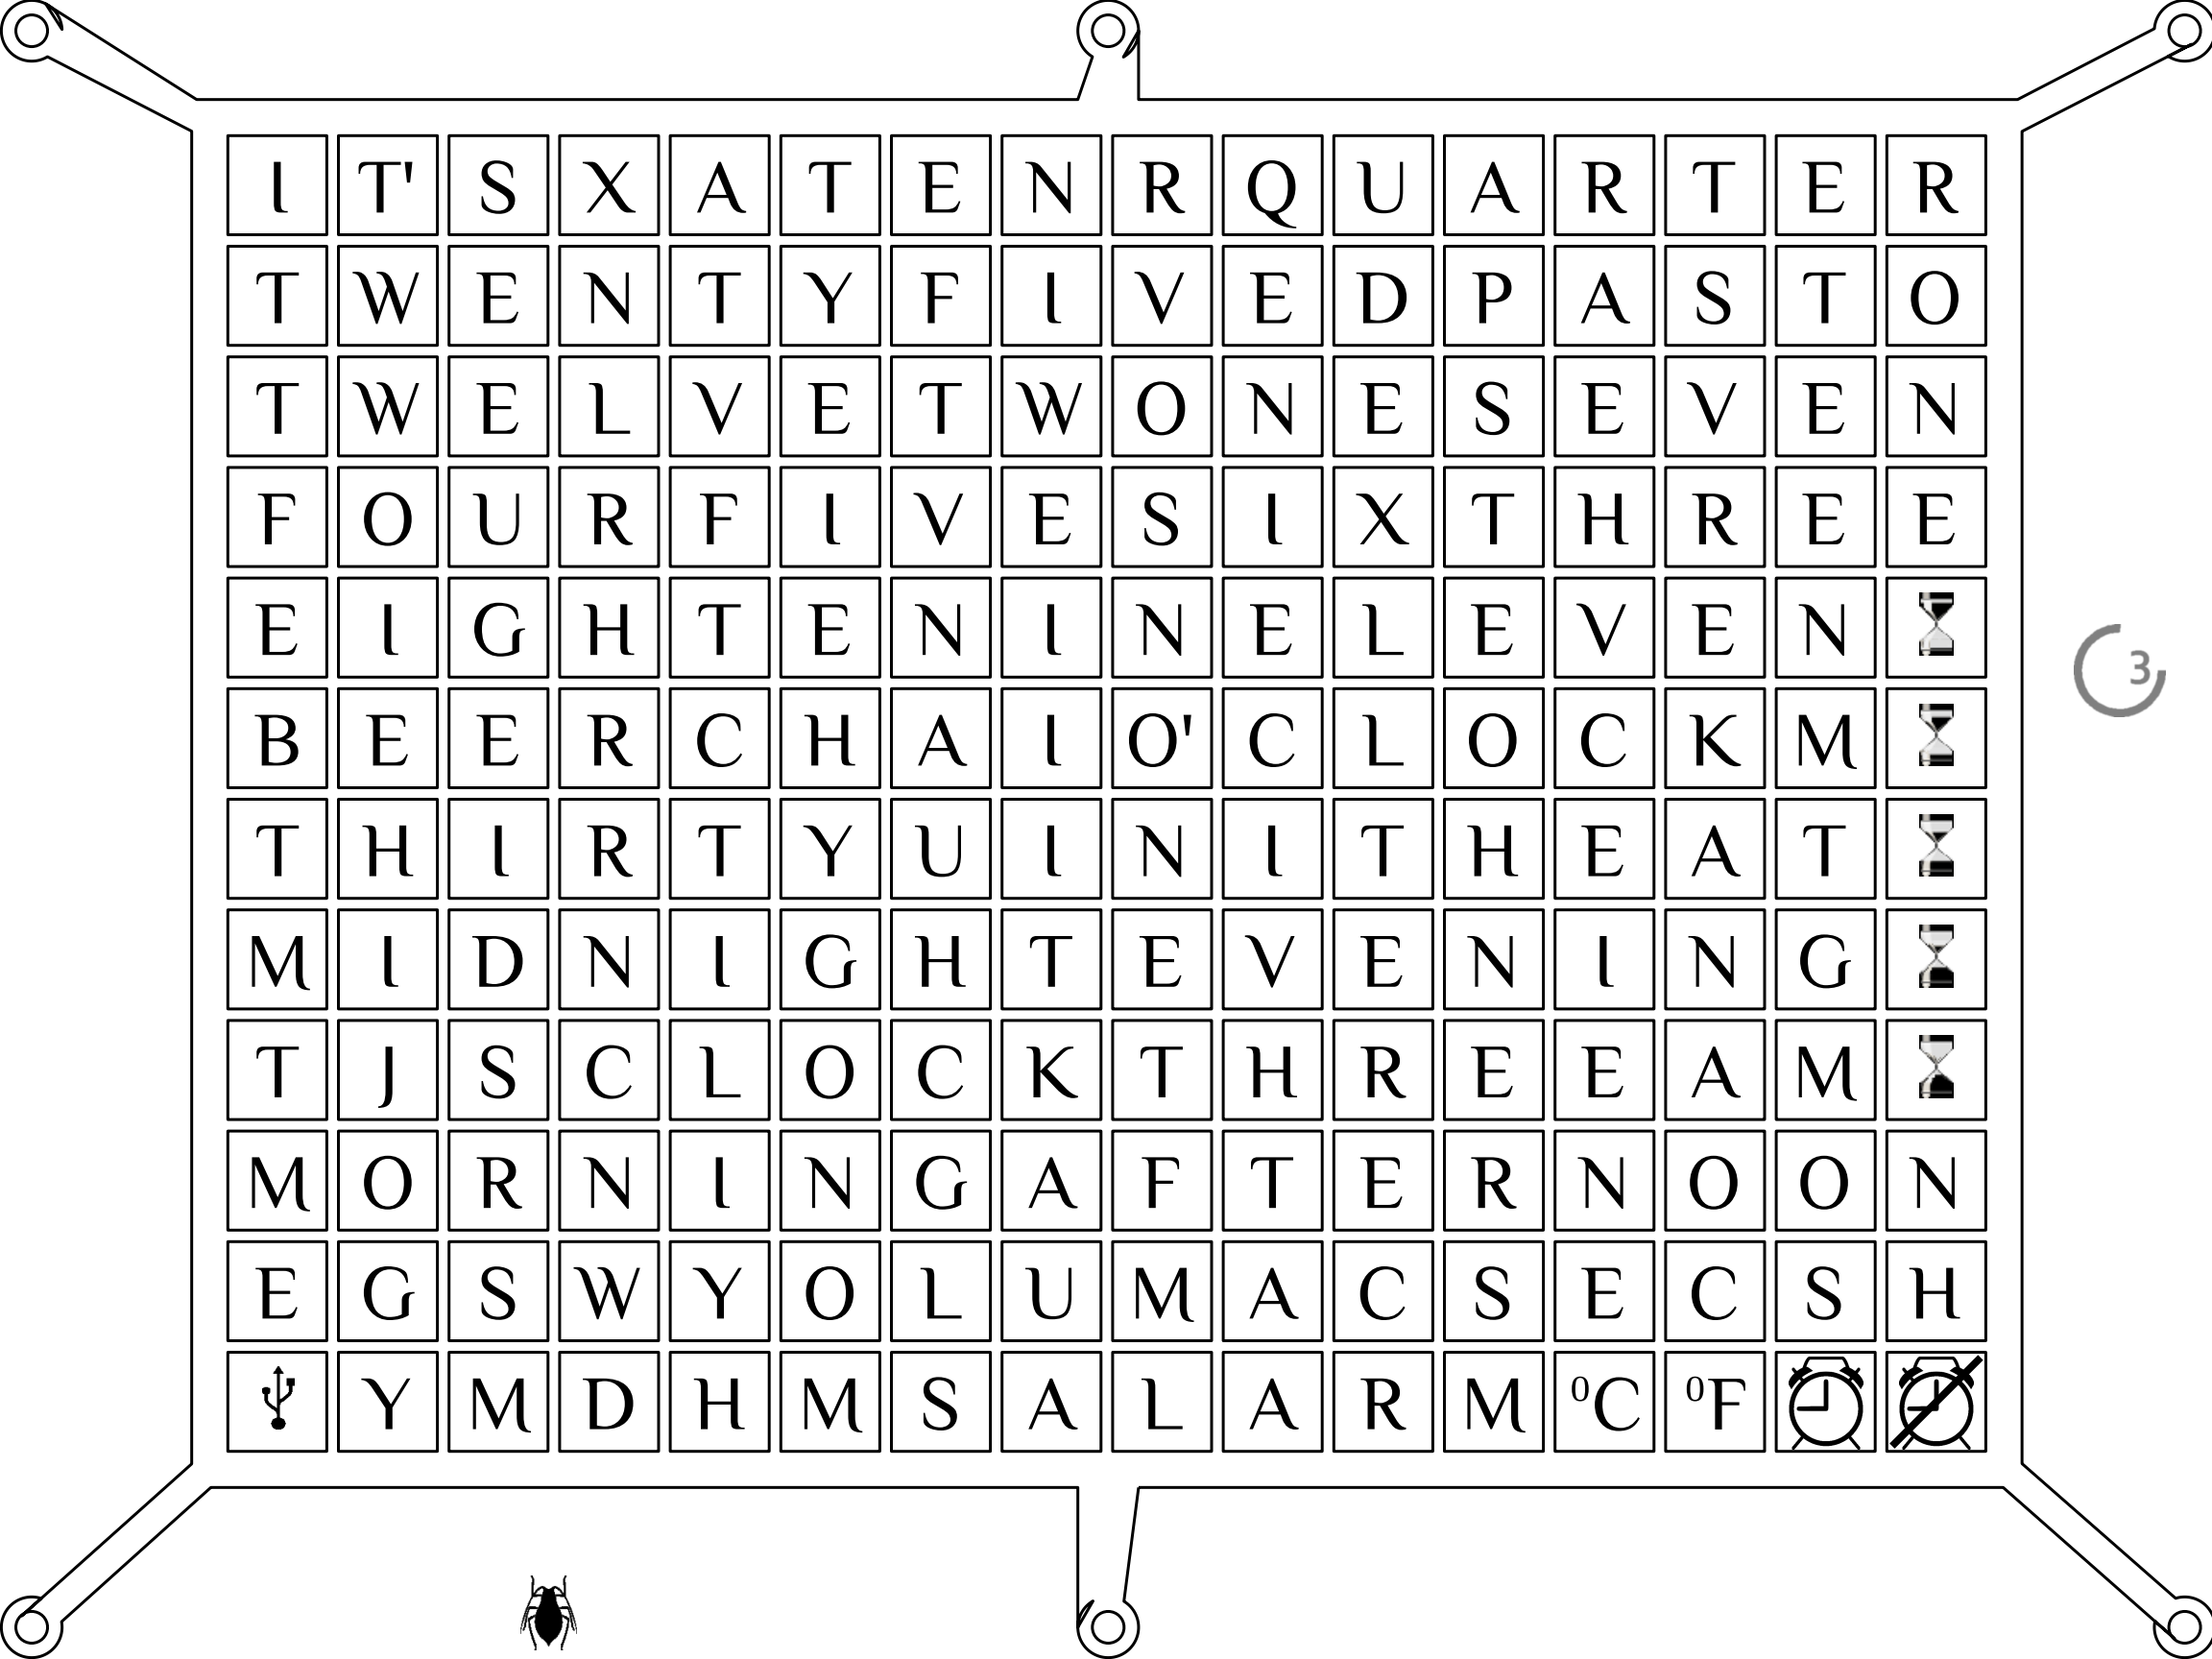 I T' S X A T E N R Q U A R T E R
T W E N T Y F I V E D P A S T O
T W E L V E T W O N E S E V E N
F O U R F I V E S I X T H R E E
E I G H T E N I N E L E V E N
3
B E E R C H A I O' C L O C K M
T H I R T Y U I N I T H E A T
M I D N I G H T E V E N I N G
T J S C L O C K T H R E E A M
M O R N I N G A F T E R N O O N
E G S W Y O L U M A C S E C S H
Y M D H M S A L A R M ⁰C ⁰F